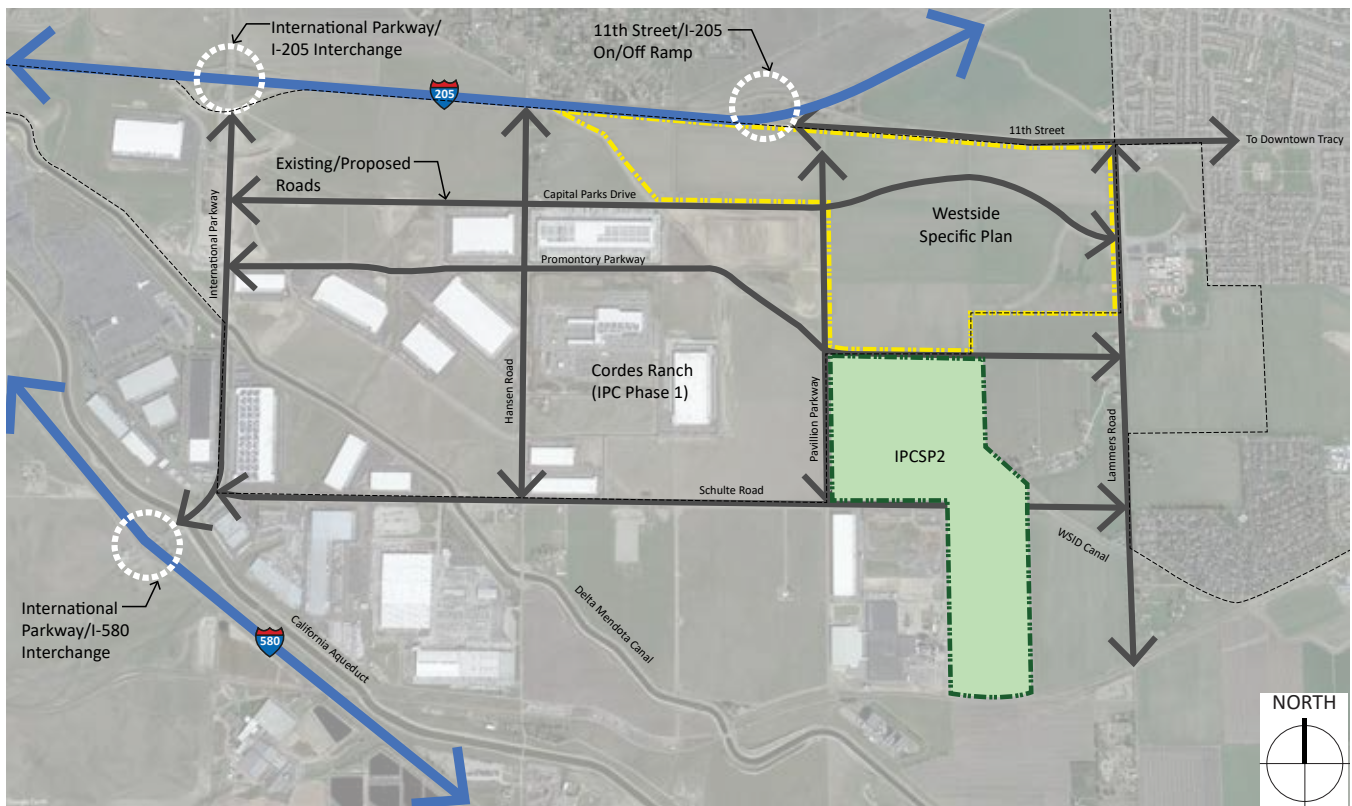 International Parkway/
I-205 Interchange
11th Street/I-205
On/Off Ramp
205
11th Street
To Downtown Tracy
Existing/Proposed
Roads
Capital Parks Drive
Westside
Specific Plan
International Parkway
Promontory Parkway
Hansen Road
Cordes Ranch
(IPC Phase 1)
Pavillion Parkway
Lammers Road
IPCSP2
Schulte Road
WSID Canal
International
Parkway/I-580
Interchange
580
California Aqueduct
Delta Mendota Canal
NORTH
Google Earth